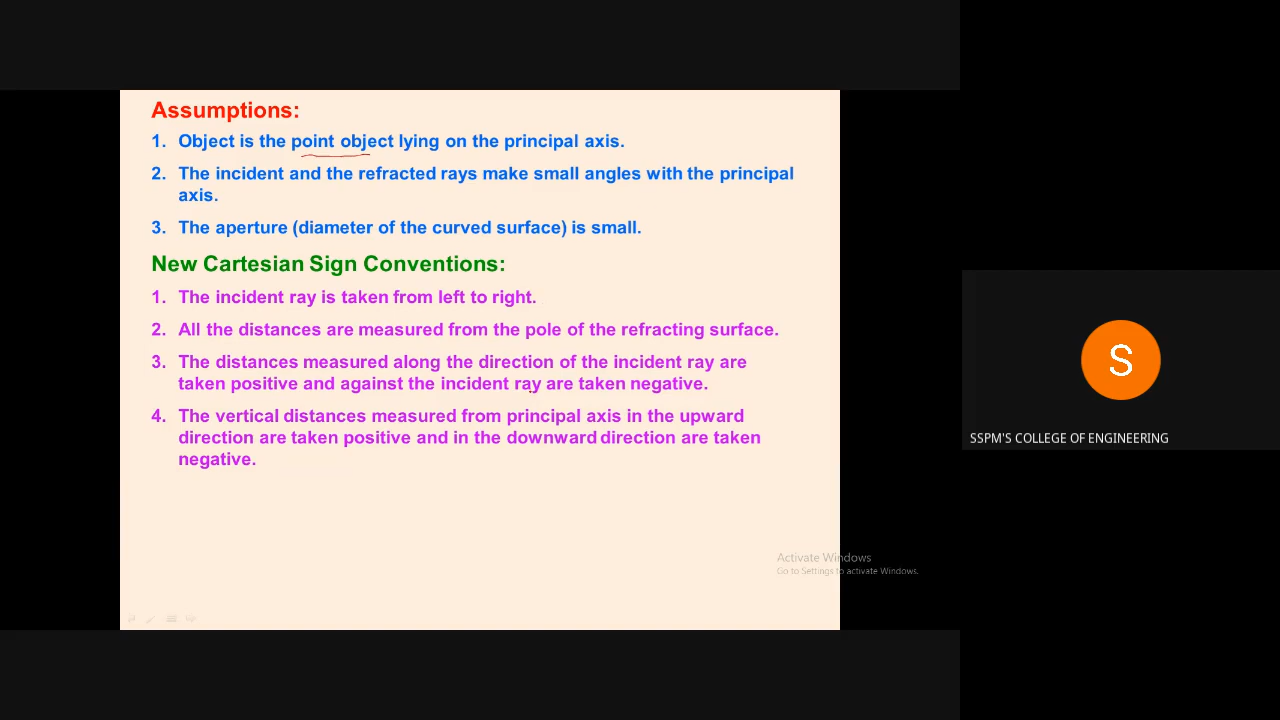 Assumptions:
1. Object is the point object lying on the principal axis.
2. The incident and the refracted rays make small angles with the principal
axis.
3. The aperture (diameter of the curved surface) is small.
New Cartesian Sign Conventions:
1. The incident ray is taken from left to right.
2. All the distances are measured from the pole of the refracting surface.
3. The distances measured along the direction of the incident ray are
taken positive and against the incident ray are taken negative.
4. The vertical distances measured from principal axis in the upward
direction are taken positive and in the downward direction are taken
negative.
S
SSPM'S COLLEGE OF ENGINEERING
Activate Windows
Go to Settings to activate Windows.